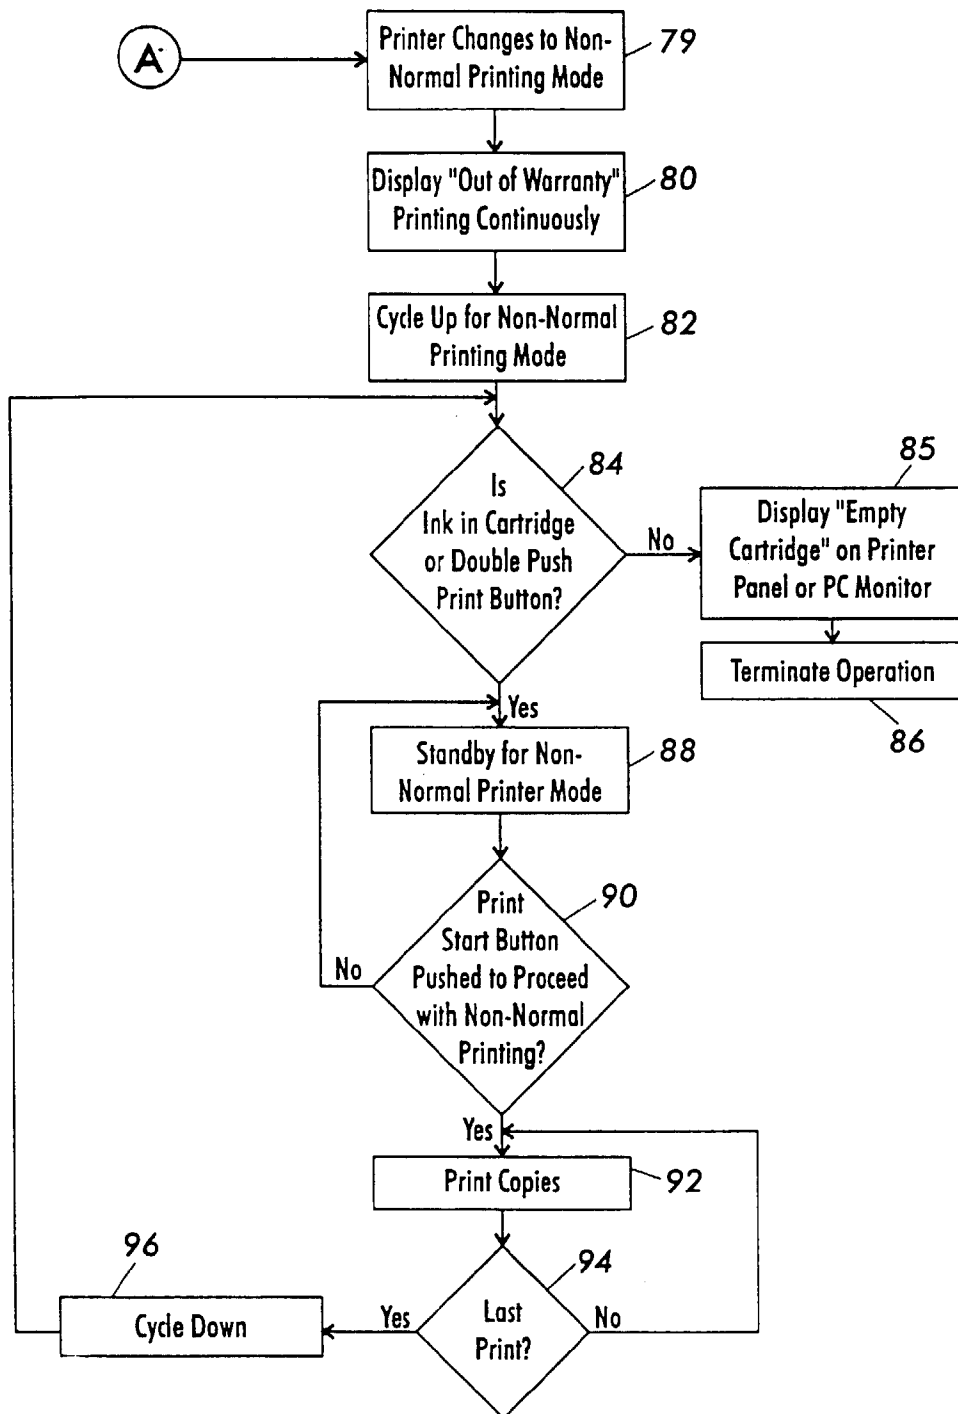 A
Printer Changes to Non-
Normal Printing Mode
79
Display "Out of Warranty"
Printing Continuously
80
Cycle Up for Non-Normal
Printing Mode
82
Is
Ink in Cartridge
or Double Push
Print Button?
84
No
85
Display "Empty
Cartridge" on Printer
Panel or PC Monitor
Terminate Operation
86
Yes
Standby for Non-
Normal Printer Mode
88
Print
Start Button
Pushed to Proceed
with Non-Normal
Printing?
90
No
Yes
Print Copies
92
94
Last
Print?
No
Yes
96
Cycle Down